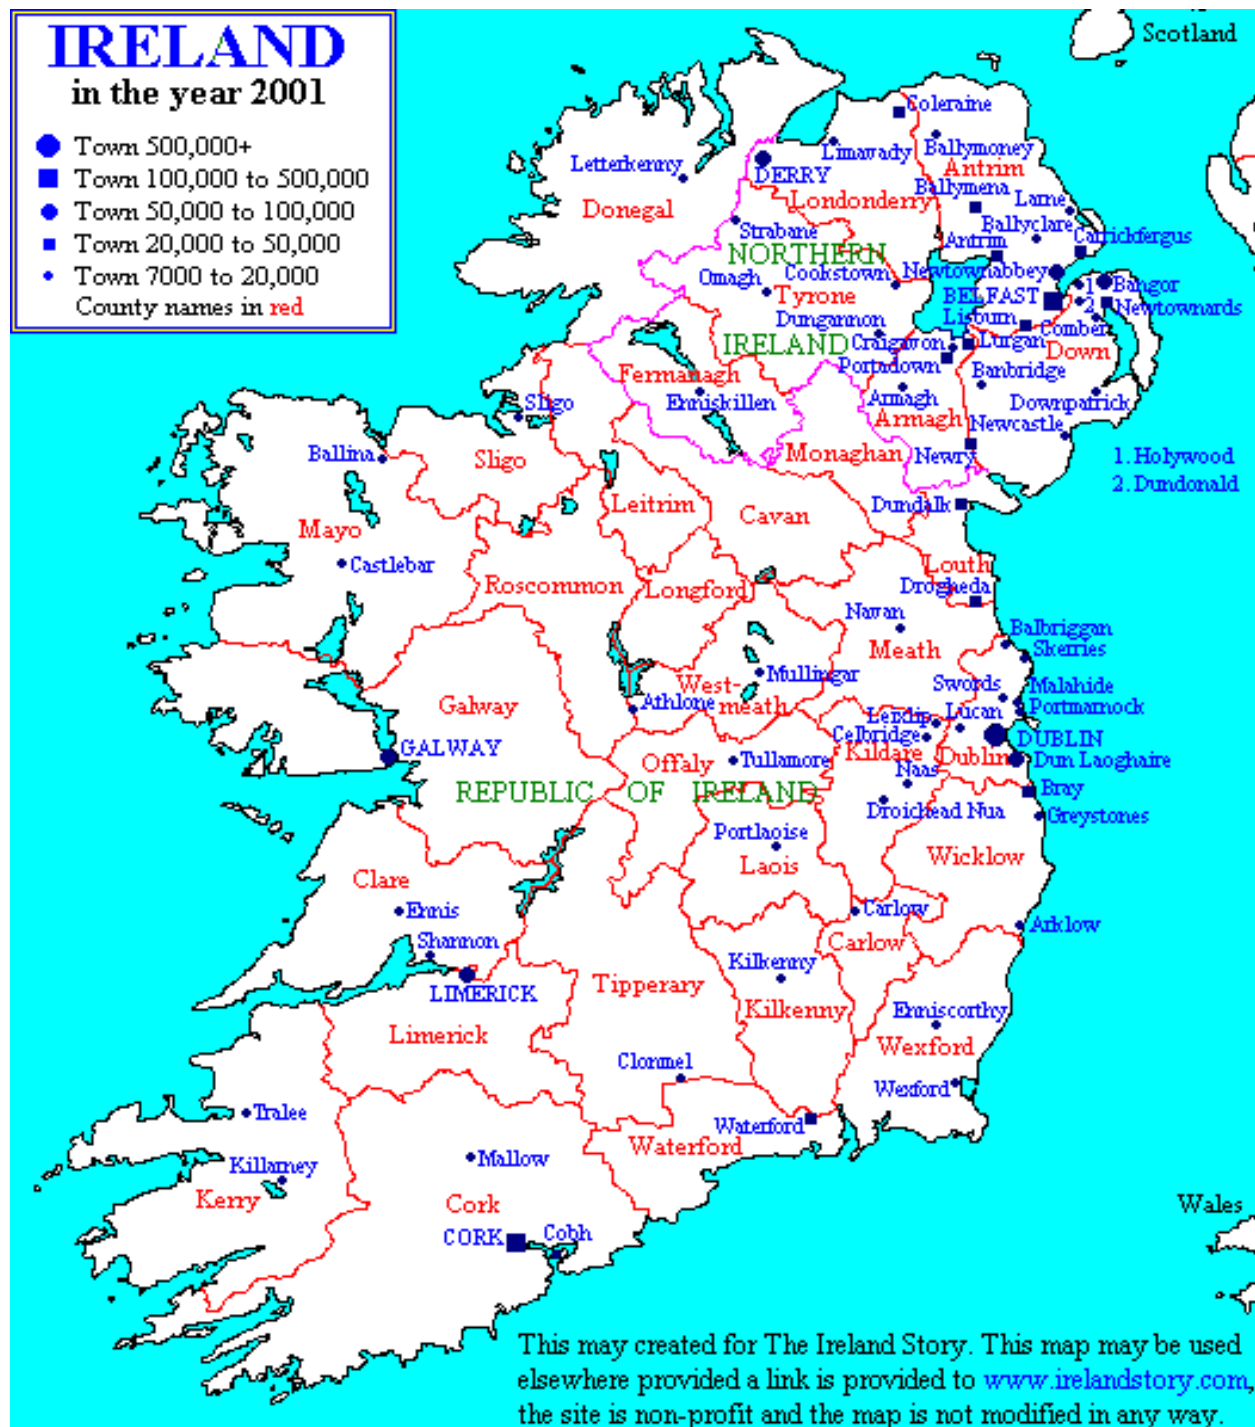 IRELAND
in the year 2001
Town 500,000+
Town 100,000 to 500,000
Town 50,000 to 100,000
Town 20,000 to 50,000
Town 7000 to 20,000
County names in red
Scotland
Coleraine
Limavady
Ballymoney
Letterkenny
DERRY
Antrim
Ballymena
Larne
Donegal
Londonderry
Strabane
Ballyclare
Carrickfergus
NORTHERN
Antrim
Omagh
Cookstown
Newtownabbey
1
Bangor
Tyrone
BELFAST
2
Newtownards
Dungannon
Lisburn
Comber
IRELAND
Craigavon
Lurgan
Down
Portadown
Fermanagh
Banbridge
Enniskillen
Armagh
Downpatrick
Sligo
Armagh
Newcastle
Ballina
Sligo
Monaghan
Newry
1. Holywood
2. Dundonald
Leitrim
Cavan
Dundalk
Mayo
Castlebar
Roscommon
Longford
Louth
Drogheda
Navan
Balbriggan
Skerries
Meath
Mullingar
West-
meath
Swords
Malahide
Galway
Athlone
Portmarnock
Leixlip
Lucan
Celbridge
DUBLIN
GALWAY
Kildare
Dublin
Dun Laoghaire
Offaly
Tullamore
Naas
REPUBLIC OF IRELAND
Bray
Droichead Nua
Greystones
Portlaoise
Laois
Wicklow
Clare
Ennis
Carlow
Arklow
Shannon
Carlow
Kilkenny
LIMERICK
Tipperary
Kilkenny
Enniscorthy
Limerick
Wexford
Clonmel
Wexford
Tralee
Waterford
Waterford
Mallow
Killarney
Kerry
Cork
Wales
CORK
Cobh
This may created for The Ireland Story. This map may be used
elsewhere provided a link is provided to www.irelandstory.com,
the site is non-profit and the map is not modified in any way.